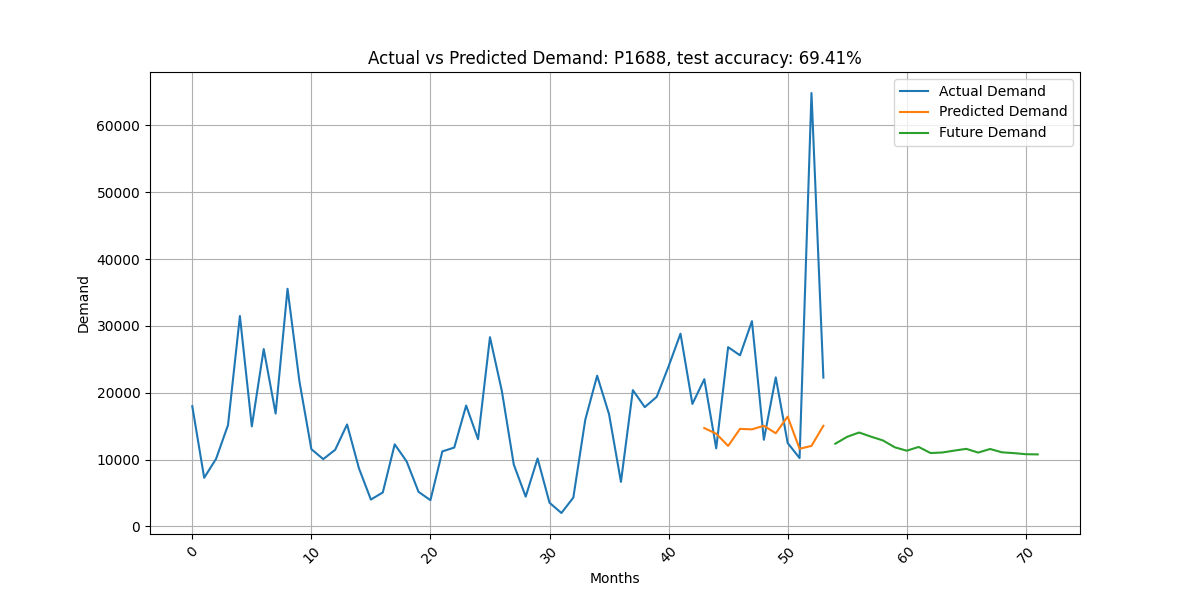 Actual vs Predicted Demand: P1688, test accuracy: 69.41%
Actual Demand
Predicted Demand
Future Demand
60000
50000
40000
30000
20000
10000
0
Demand
0 10 20 30 40 50 60 70
Months